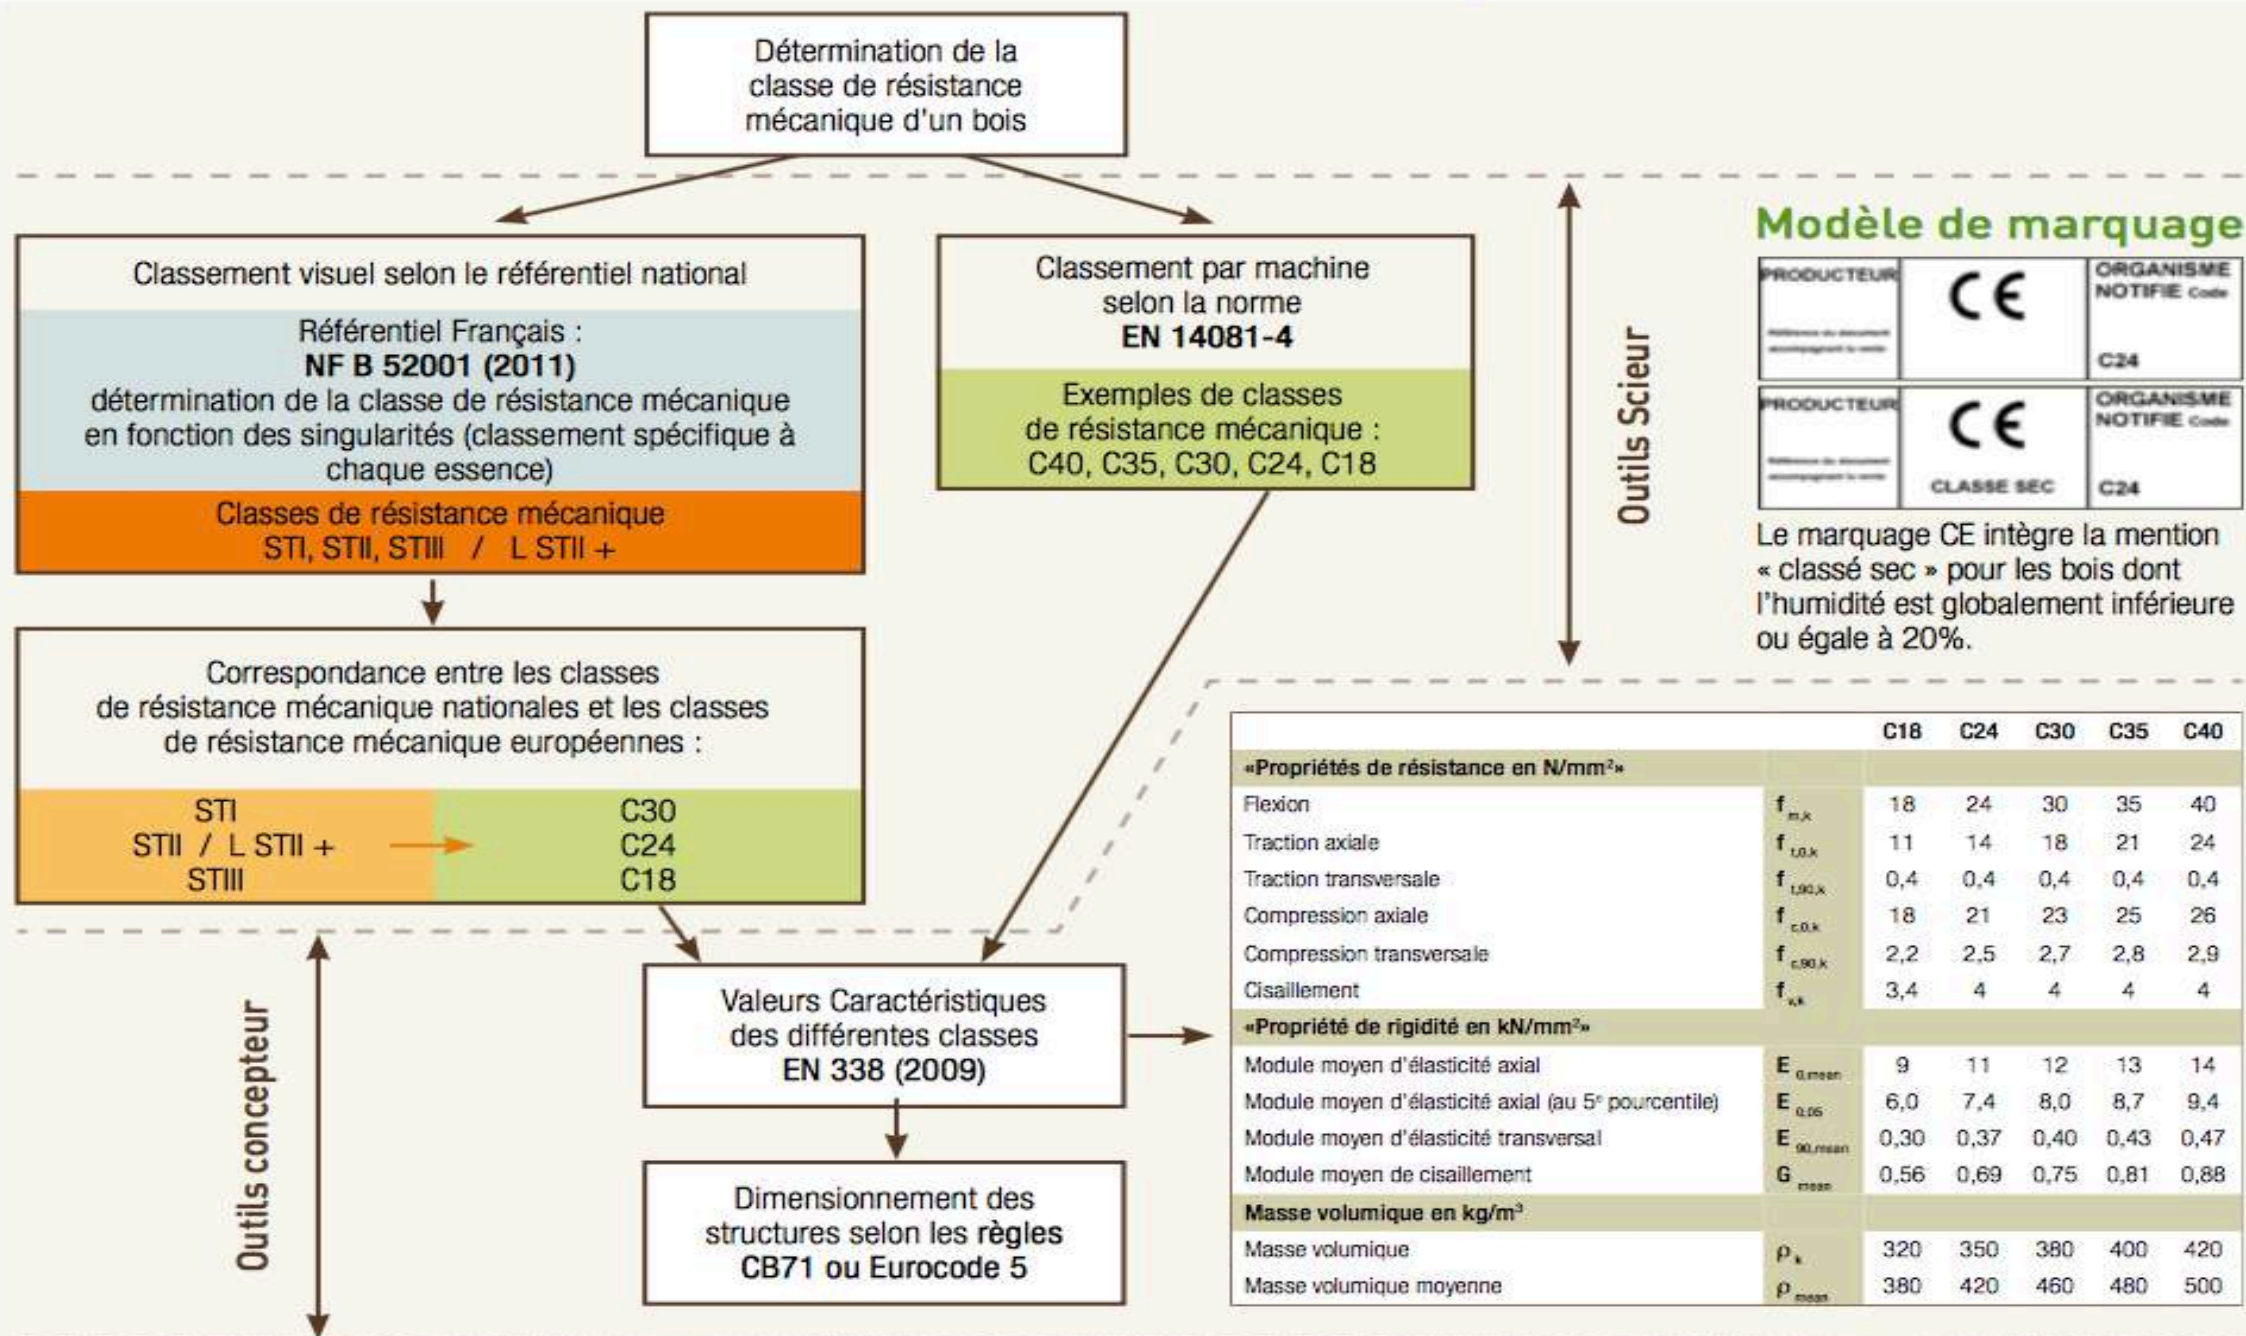 Détermination de la
classe de résistance
mécanique d'un bois
Classement visuel selon le référentiel national
Référentiel Français :
NF B 52001 (2011)
détermination de la classe de résistance mécanique
en fonction des singularités (classement spécifique à
chaque essence)
Classes de résistance mécanique
STI, STII, STIII / L STII +
Classement par machine
selon la norme
EN 14081-4
Exemples de classes
de résistance mécanique :
C40, C35, C30, C24, C18
Outils Scieur
Modèle de marquage
PRODUCTEUR
Référence du document
accompagnant la vente
CE
ORGANISME
NOTIFIE Code
C24
PRODUCTEUR
Référence du document
accompagnant la vente
CE
CLASSE SEC
ORGANISME
NOTIFIE Code
C24
Le marquage CE intègre la mention
« classé sec » pour les bois dont
l'humidité est globalement inférieure
ou égale à 20%.
Correspondance entre les classes
de résistance mécanique nationales et les classes
de résistance mécanique européennes :
STI C30
STII / L STII + C24
STIII C18
Outils concepteur
Valeurs Caractéristiques
des différentes classes
EN 338 (2009)
Dimensionnement des
structures selon les règles
CB71 ou Eurocode 5
C18 C24 C30 C35 C40
«Propriétés de résistance en N/mm²»
Flexion f m,k 18 24 30 35 40
Traction axiale f t,0,k 11 14 18 21 24
Traction transversale f t,90,k 0,4 0,4 0,4 0,4 0,4
Compression axiale f c,0,k 18 21 23 25 26
Compression transversale f c,90,k 2,2 2,5 2,7 2,8 2,9
Cisaillement f v,k 3,4 4 4 4 4
«Propriété de rigidité en kN/mm²»
Module moyen d'élasticité axial E 0,mean 9 11 12 13 14
Module moyen d'élasticité axial (au 5e pourcentile) E 0,05 6,0 7,4 8,0 8,7 9,4
Module moyen d'élasticité transversal E 90,mean 0,30 0,37 0,40 0,43 0,47
Module moyen de cisaillement G mean 0,56 0,69 0,75 0,81 0,88
Masse volumique en kg/m³
Masse volumique ρ k 320 350 380 400 420
Masse volumique moyenne ρ mean 380 420 460 480 500